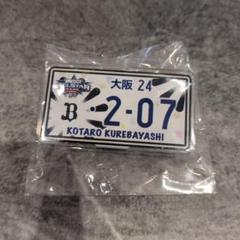 大阪 24
B ・2-07
KOTARO KUREBAYASHI